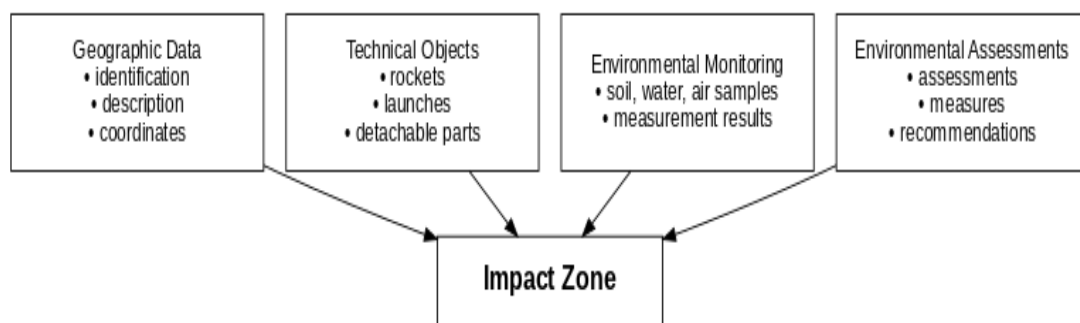 Geographic Data
• identification
• description
• coordinates
Technical Objects
• rockets
• launches
• detachable parts
Environmental Monitoring
• soil, water, air samples
• measurement results
Environmental Assessments
• assessments
• measures
• recommendations
Impact Zone